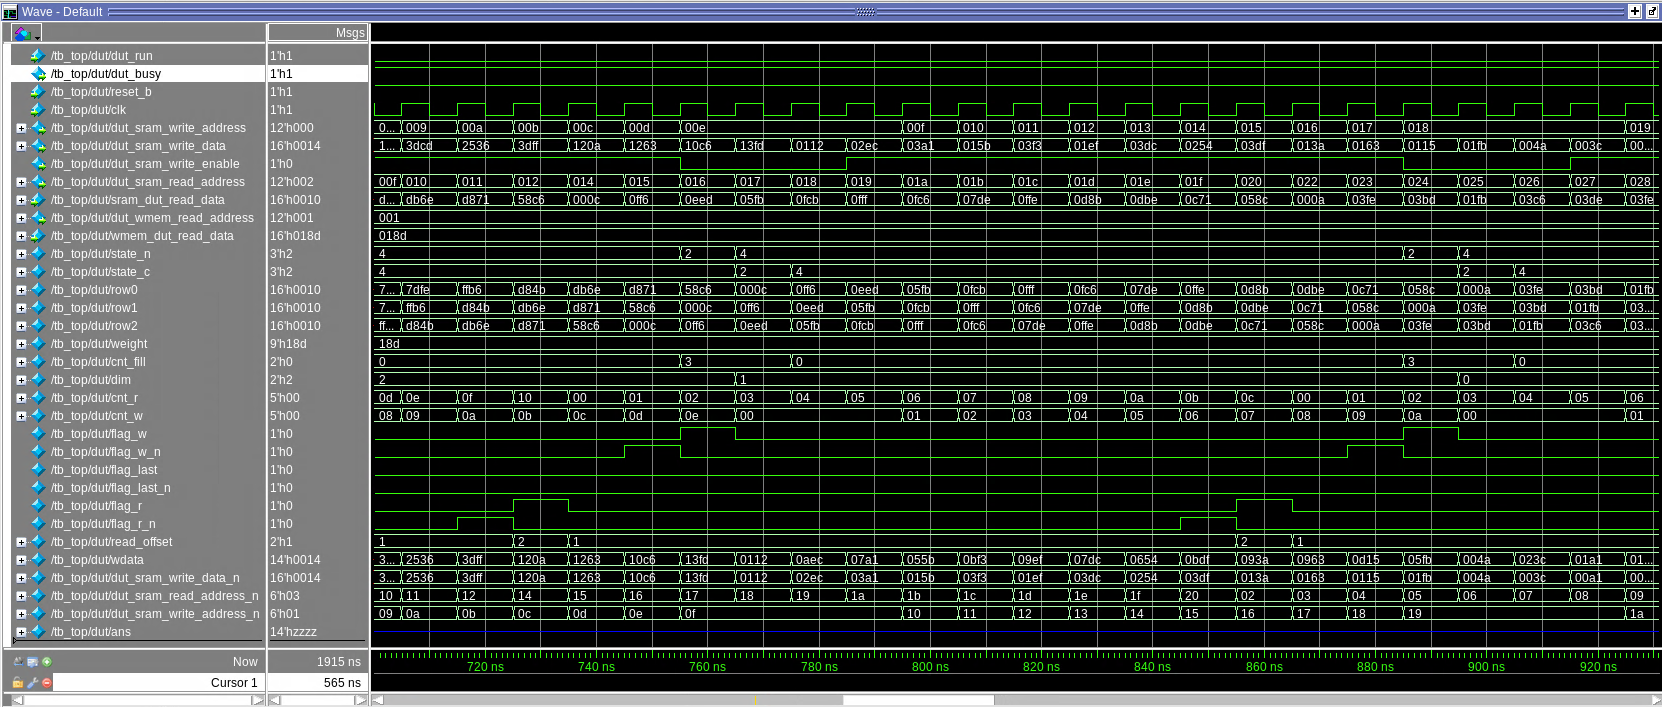 Wave - Default
Msgs
/tb_top/dut/dut_run 1'h1
/tb_top/dut/dut_busy 1'h1
/tb_top/dut/reset_b 1'h1
/tb_top/dut/clk 1'h1
/tb_top/dut/dut_sram_write_address 12'h000 0... 009 00a 00b 00c 00d 00e 00f 010 011 012 013 014 015 016 017 018 019
/tb_top/dut/dut_sram_write_data 16'h0014 1... 3dcd 2536 3dff 120a 1263 10c6 13fd 0112 02ec 03a1 015b 03f3 01ef 03dc 0254 03df 013a 0163 0115 01fb 004a 003c 00...
/tb_top/dut/dut_sram_write_enable 1'h0
/tb_top/dut/dut_sram_read_address 12'h002 00f 010 011 012 014 015 016 017 018 019 01a 01b 01c 01d 01e 01f 020 022 023 024 025 026 027 028
/tb_top/dut/sram_dut_read_data 16'h0010 d... db6e d871 58c6 000c 0ff6 0eed 05fb 0fcb 0fff 0fc6 07de 0ffe 0d8b 0dbe 0c71 058c 000a 03fe 03bd 01fb 03c6 03de 03fe
/tb_top/dut/dut_wmem_read_address 12'h001 001
/tb_top/dut/wmem_dut_read_data 16'h018d 018d
/tb_top/dut/state_n 3'h2 4 2 4 2 4
/tb_top/dut/state_c 3'h2 4 2 4 2 4
/tb_top/dut/row0 16'h0010 7... 7dfe ffb6 d84b db6e d871 58c6 000c 0ff6 0eed 05fb 0fcb 0fff 0fc6 07de 0ffe 0d8b 0dbe 0c71 058c 000a 03fe 03bd 01fb
/tb_top/dut/row1 16'h0010 7... ffb6 d84b db6e d871 58c6 000c 0ff6 0eed 05fb 0fcb 0fff 0fc6 07de 0ffe 0d8b 0dbe 0c71 058c 000a 03fe 03bd 01fb 03...
/tb_top/dut/row2 16'h0010 ff... d84b db6e d871 58c6 000c 0ff6 0eed 05fb 0fcb 0fff 0fc6 07de 0ffe 0d8b 0dbe 0c71 058c 000a 03fe 03bd 01fb 03c6 03...
/tb_top/dut/weight 9'h18d 18d
/tb_top/dut/cnt_fill 2'h0 0 3 0 3 0
/tb_top/dut/dim 2'h2 2 1 0
/tb_top/dut/cnt_r 5'h00 0d 0e 0f 10 00 01 02 03 04 05 06 07 08 09 0a 0b 0c 00 01 02 03 04 05 06
/tb_top/dut/cnt_w 5'h00 08 09 0a 0b 0c 0d 0e 00 01 02 03 04 05 06 07 08 09 0a 00 01
/tb_top/dut/flag_w 1'h0
/tb_top/dut/flag_w_n 1'h0
/tb_top/dut/flag_last 1'h0
/tb_top/dut/flag_last_n 1'h0
/tb_top/dut/flag_r 1'h0
/tb_top/dut/flag_r_n 1'h0
/tb_top/dut/read_offset 2'h1 1 2 1 2 1
/tb_top/dut/wdata 14'h0014 3... 2536 3dff 120a 1263 10c6 13fd 0112 0aec 07a1 055b 0bf3 09ef 07dc 0654 0bdf 093a 0963 0d15 05fb 004a 023c 01a1 01...
/tb_top/dut/dut_sram_write_data_n 16'h0014 3... 2536 3dff 120a 1263 10c6 13fd 0112 02ec 03a1 015b 03f3 01ef 03dc 0254 03df 013a 0163 0115 01fb 004a 003c 00a1 00...
/tb_top/dut/dut_sram_read_address_n 6'h03 10 11 12 14 15 16 17 18 19 1a 1b 1c 1d 1e 1f 20 02 03 04 05 06 07 08 09
/tb_top/dut/dut_sram_write_address_n 6'h01 09 0a 0b 0c 0d 0e 0f 10 11 12 13 14 15 16 17 18 19 1a
/tb_top/dut/ans 14'hzzzz
Now 1915 ns 720 ns 740 ns 760 ns 780 ns 800 ns 820 ns 840 ns 860 ns 880 ns 900 ns 920 ns
Cursor 1 565 ns